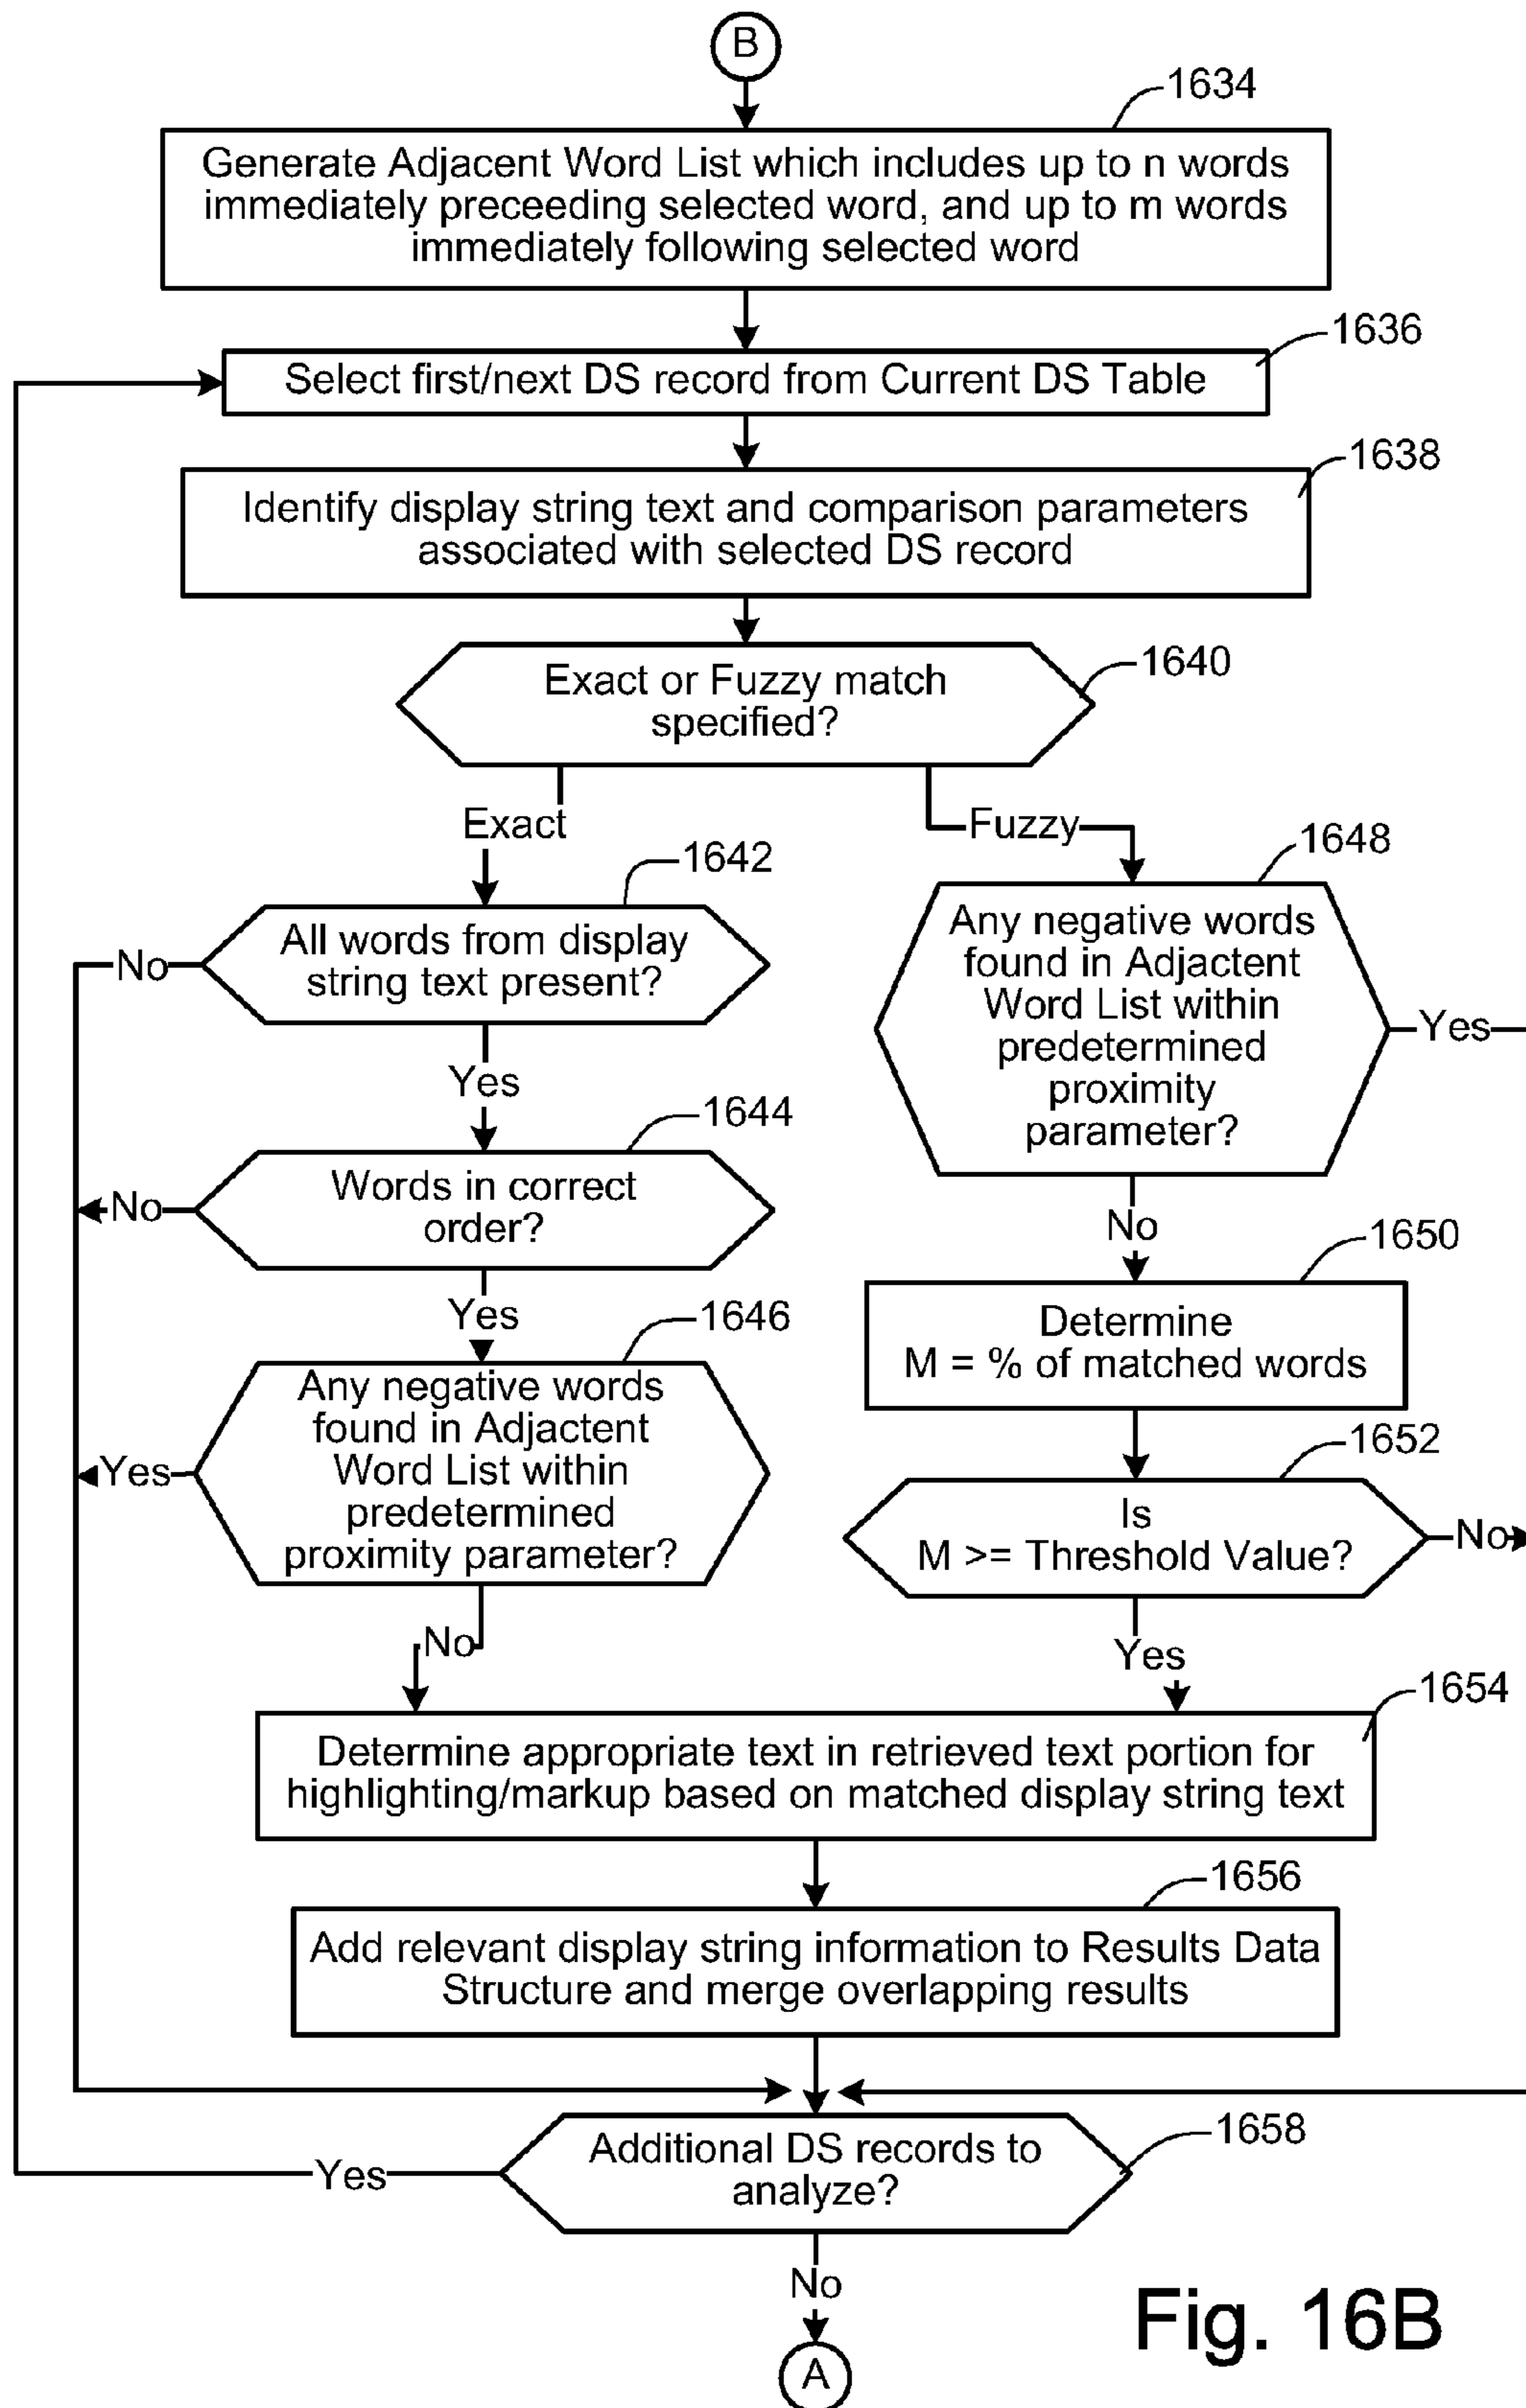 B
1634
Generate Adjacent Word List which includes up to n words
immediately preceeding selected word, and up to m words
immediately following selected word
1636
Select first/next DS record from Current DS Table
1638
Identify display string text and comparison parameters
associated with selected DS record
1640
Exact or Fuzzy match
specified?
Exact
Fuzzy
1642
All words from display
string text present?
No
Yes
1644
Words in correct
order?
No
Yes
1646
Any negative words
found in Adjactent
Word List within
predetermined
proximity parameter?
Yes
No
1648
Any negative words
found in Adjactent
Word List within
predetermined
proximity
parameter?
Yes
No
1650
Determine
M = % of matched words
1652
Is
M >= Threshold Value?
No
Yes
1654
Determine appropriate text in retrieved text portion for
highlighting/markup based on matched display string text
1656
Add relevant display string information to Results Data
Structure and merge overlapping results
1658
Additional DS records to
analyze?
Yes
No
A
Fig. 16B